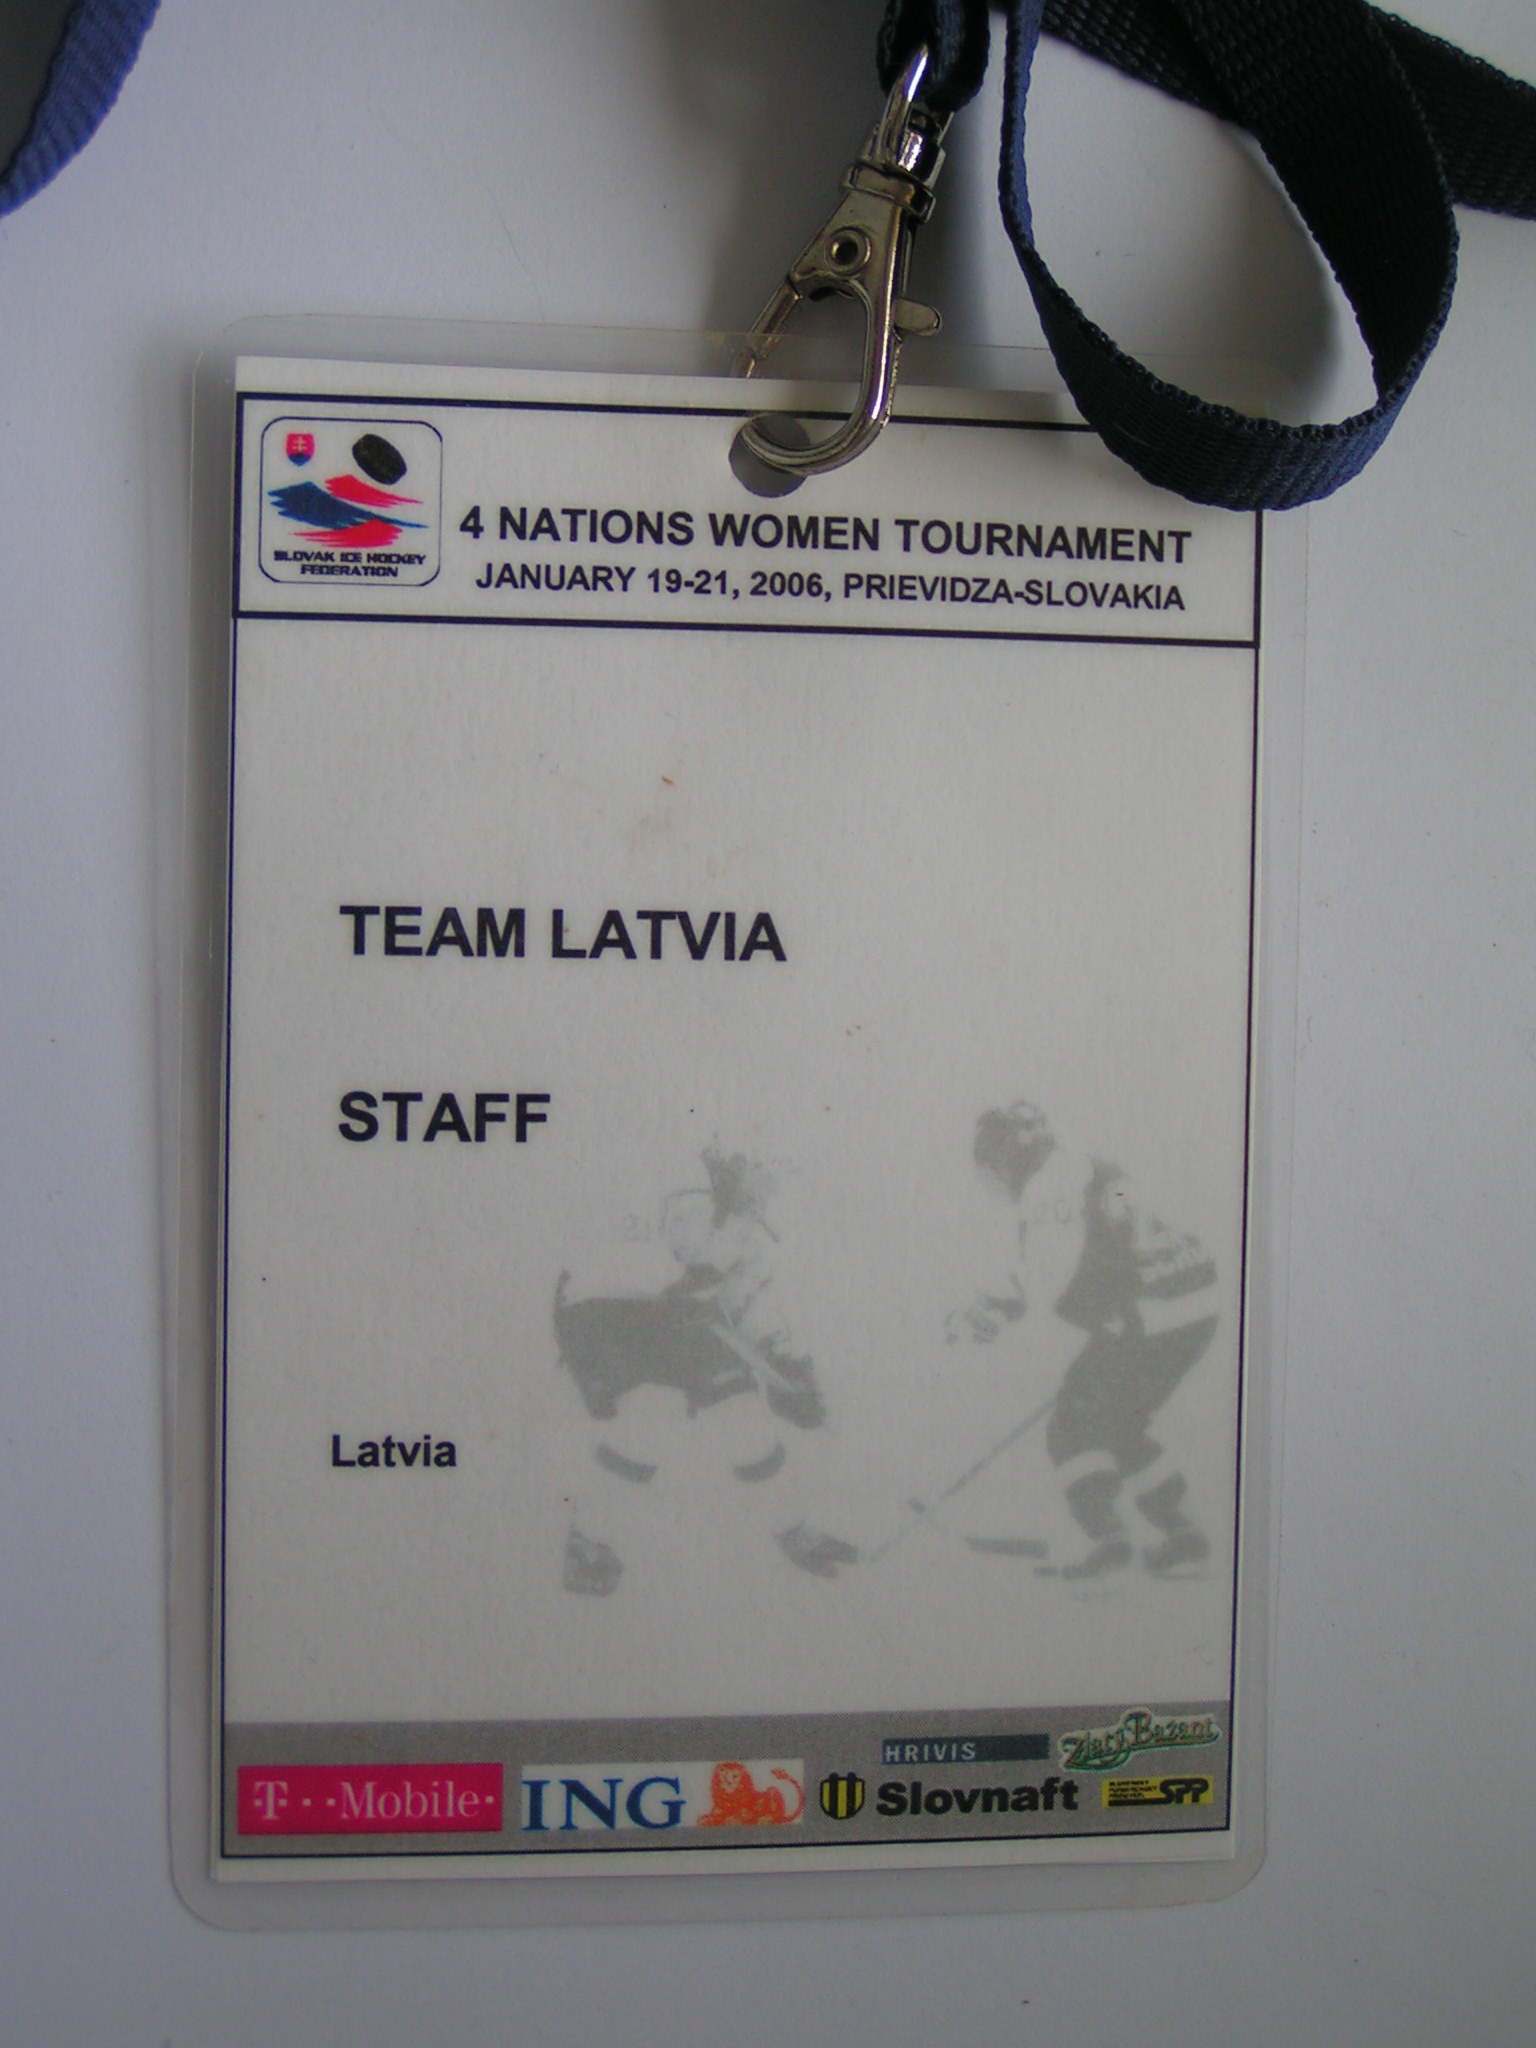 SLOVAK ICE HOCKEY
FEDERATION
4 NATIONS WOMEN TOURNAMENT
JANUARY 19-21, 2006, PRIEVIDZA-SLOVAKIA
TEAM LATVIA
STAFF
Latvia
HRIVIS
Zlatý Bažant
T··Mobile·
ING
Slovnaft
SPP